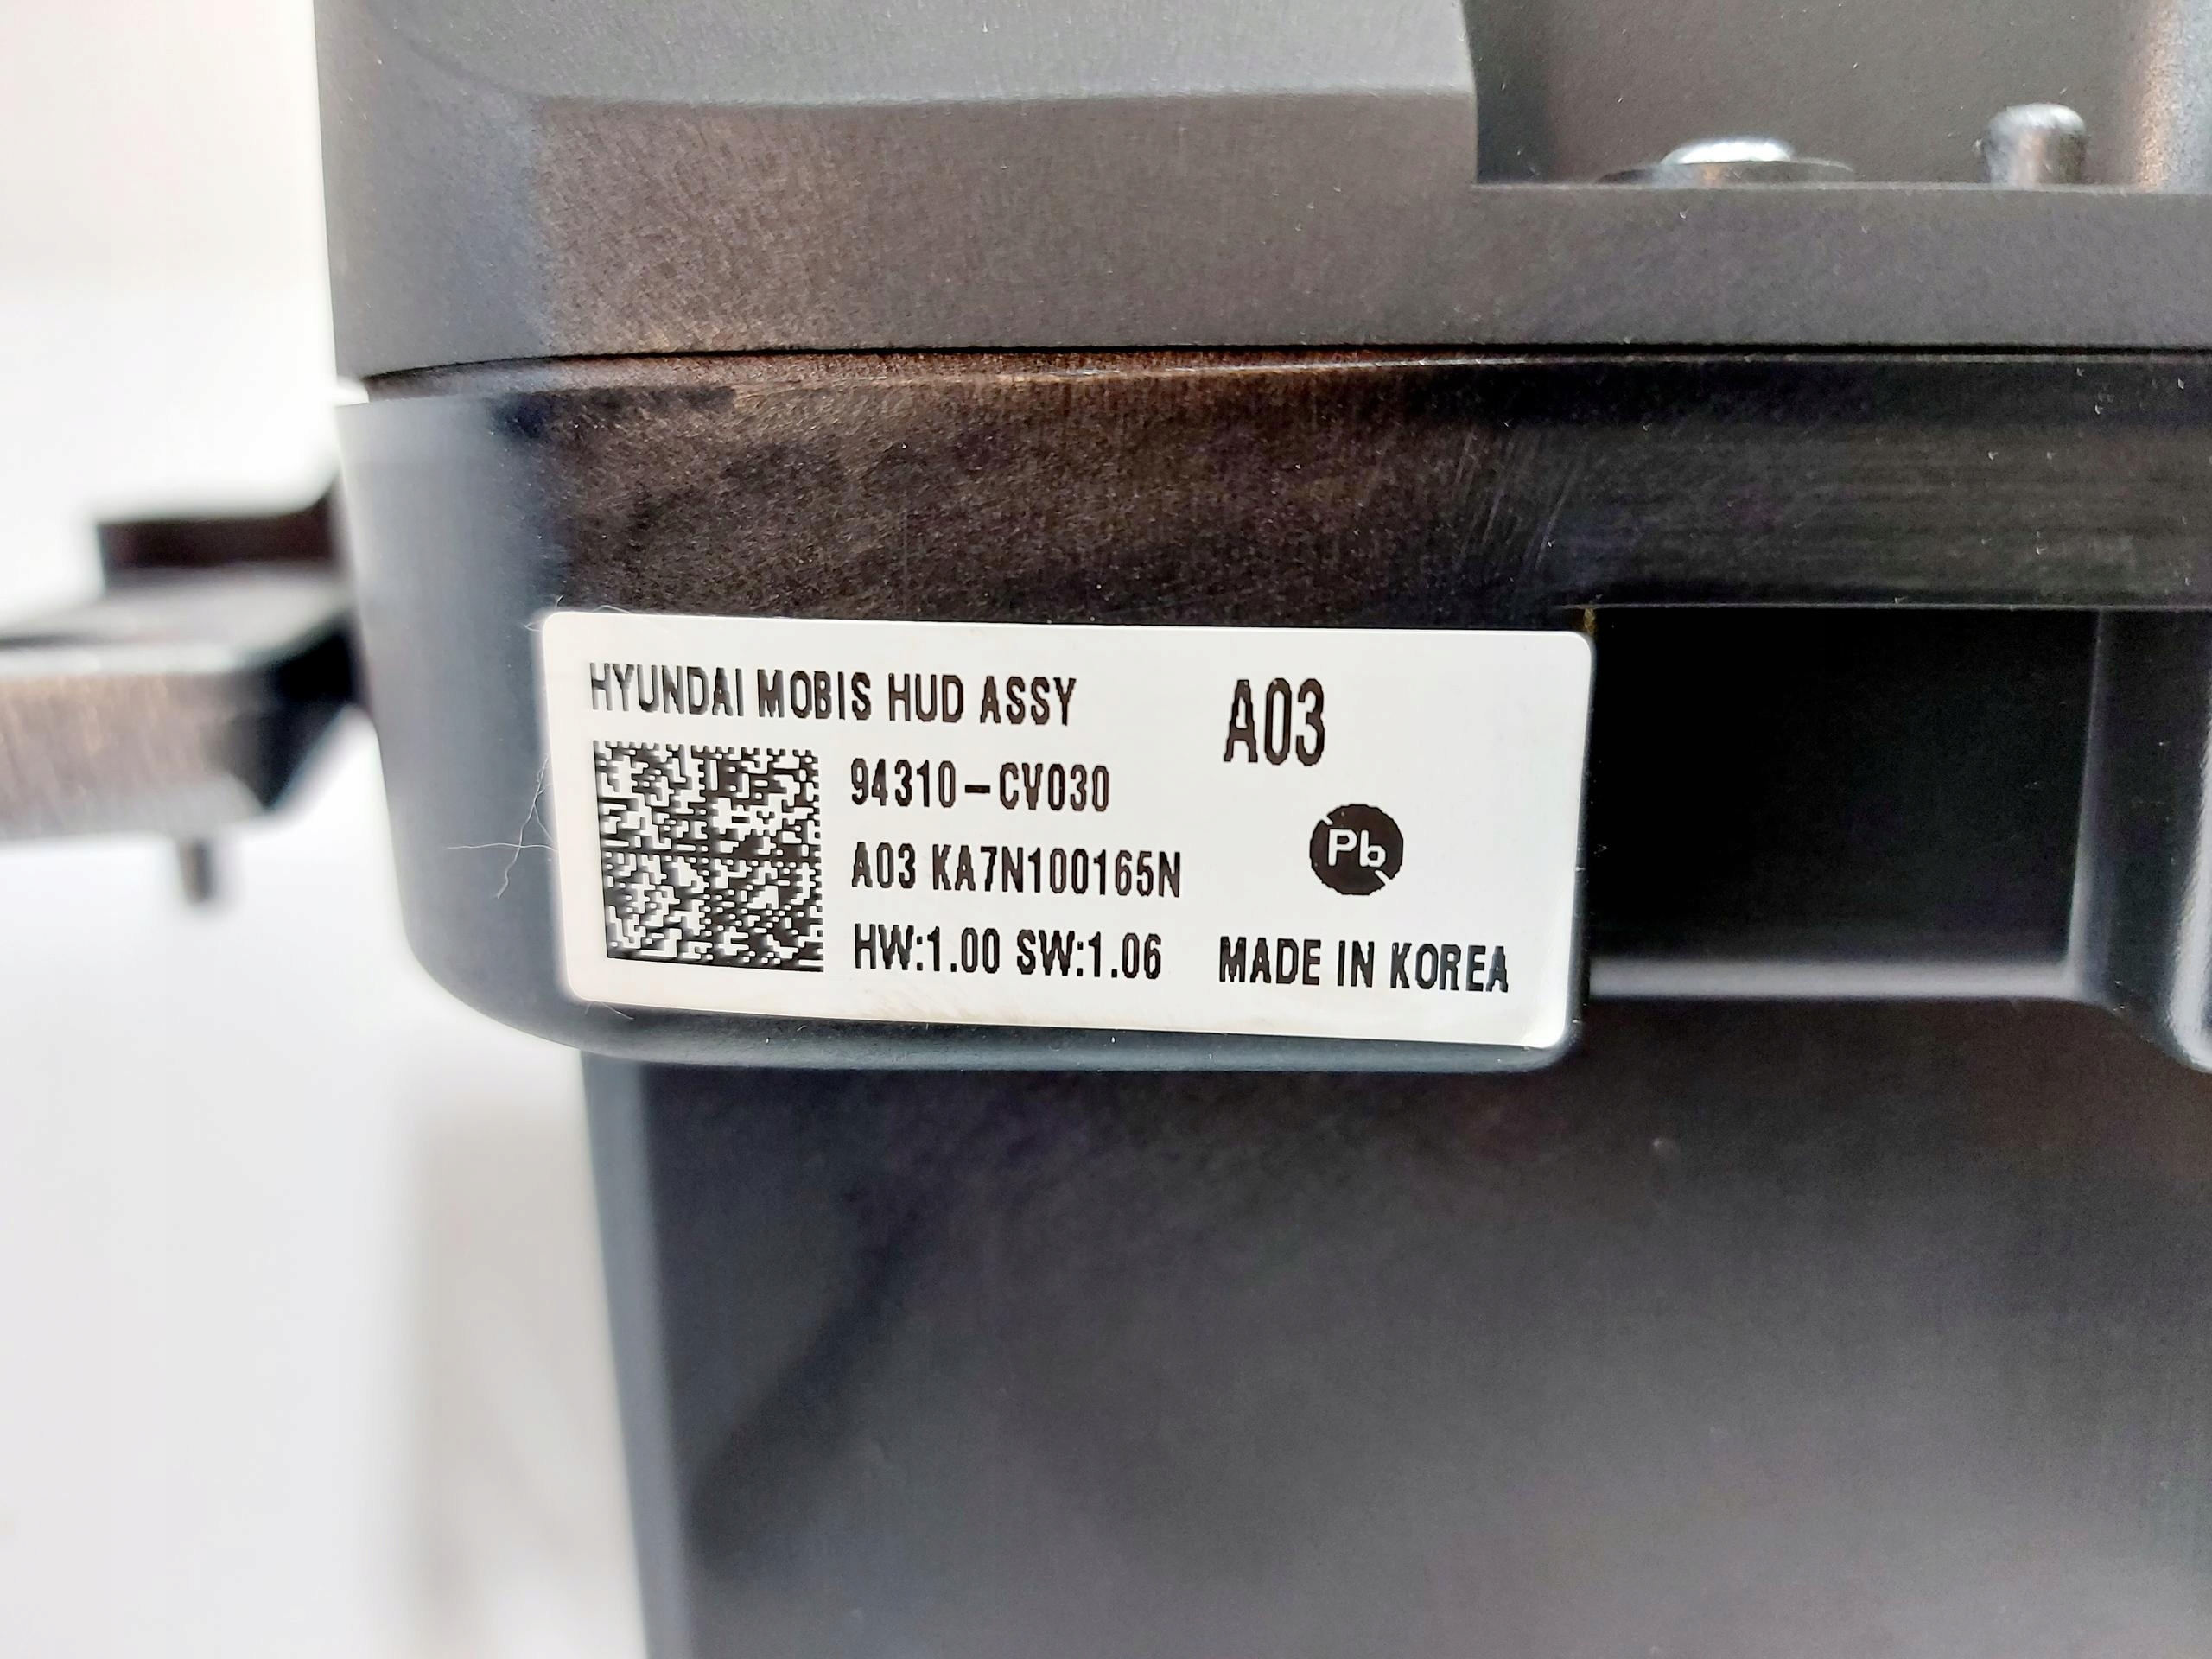 HYUNDAI MOBIS HUD ASSY
A03
94310-CV030
A03 KA7N100165N
Pb
HW:1.00 SW:1.06
MADE IN KOREA